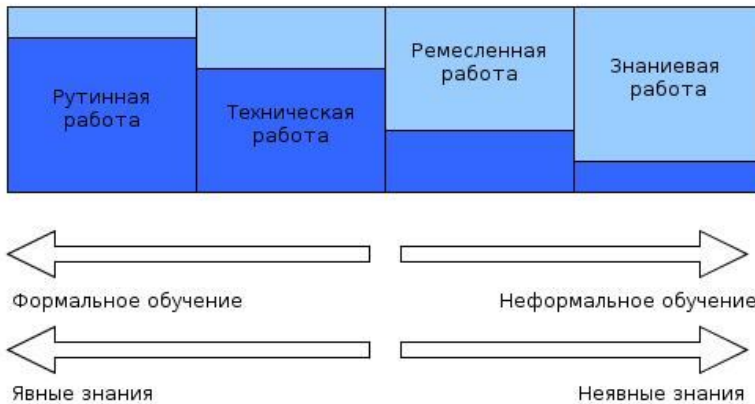 Рутинная
работа
Техническая
работа
Ремесленная
работа
Знаниевая
работа
Формальное обучение
Неформальное обучение
Явные знания
Неявные знания